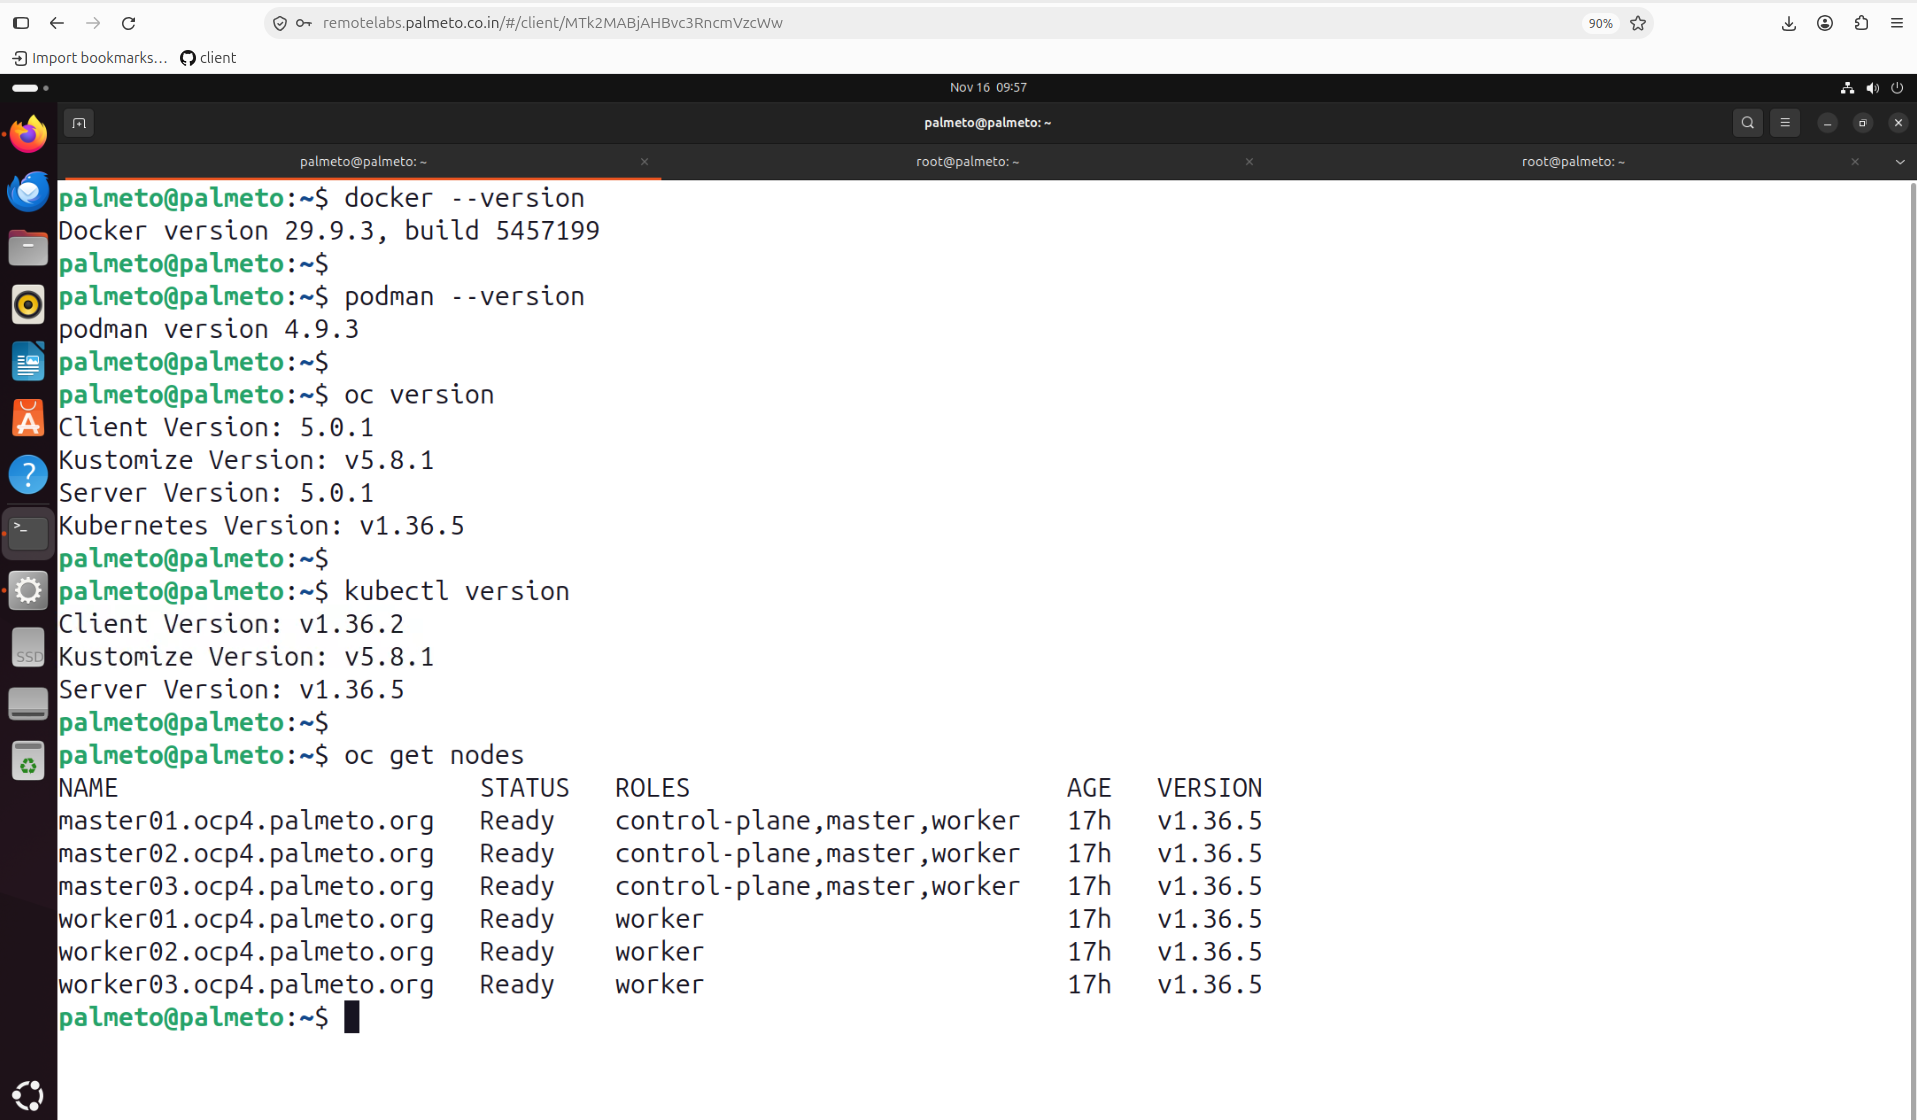 remotelabs.palmeto.co.in/#/client/MTk2MABjAHBvc3RncmVzcWw
90%
Import bookmarks...
client
Nov 16 09:57
palmeto@palmeto: ~
palmeto@palmeto: ~
root@palmeto: ~
root@palmeto: ~
palmeto@palmeto:~$ docker --version
Docker version 29.9.3, build 5457199
palmeto@palmeto:~$
palmeto@palmeto:~$ podman --version
podman version 4.9.3
palmeto@palmeto:~$
palmeto@palmeto:~$ oc version
Client Version: 5.0.1
Kustomize Version: v5.8.1
Server Version: 5.0.1
Kubernetes Version: v1.36.5
palmeto@palmeto:~$
palmeto@palmeto:~$ kubectl version
Client Version: v1.36.2
Kustomize Version: v5.8.1
Server Version: v1.36.5
palmeto@palmeto:~$
palmeto@palmeto:~$ oc get nodes
NAME STATUS ROLES AGE VERSION
master01.ocp4.palmeto.org Ready control-plane,master,worker 17h v1.36.5
master02.ocp4.palmeto.org Ready control-plane,master,worker 17h v1.36.5
master03.ocp4.palmeto.org Ready control-plane,master,worker 17h v1.36.5
worker01.ocp4.palmeto.org Ready worker 17h v1.36.5
worker02.ocp4.palmeto.org Ready worker 17h v1.36.5
worker03.ocp4.palmeto.org Ready worker 17h v1.36.5
palmeto@palmeto:~$
SSD